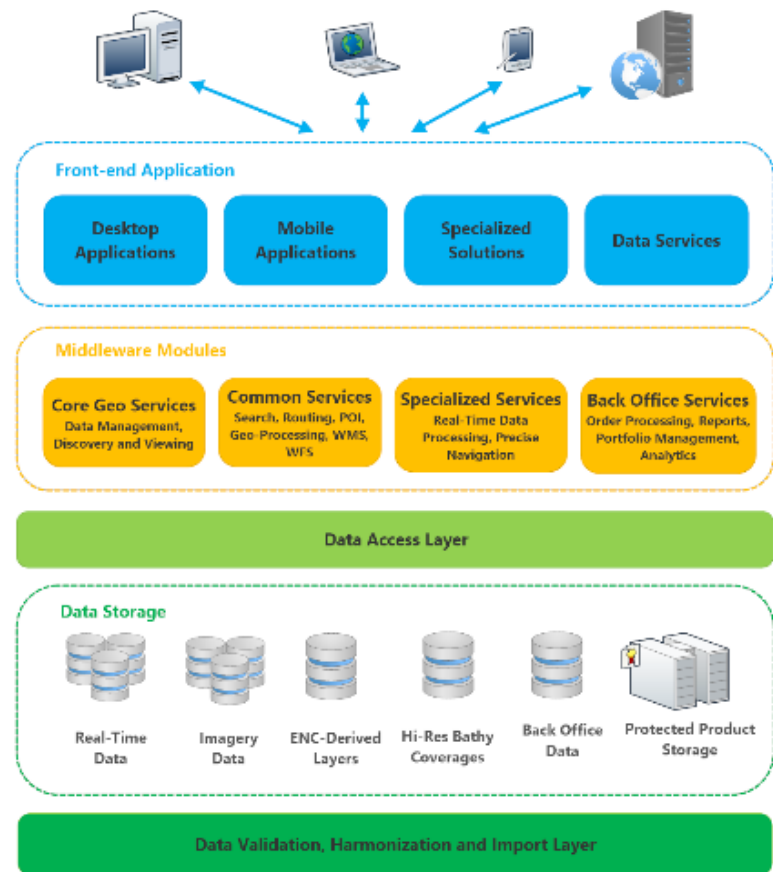 Front-end Application
Desktop
Applications
Mobile
Applications
Specialized
Solutions
Data Services
Middleware Modules
Core Geo Services
Data Management,
Discovery and Viewing
Common Services
Search, Routing, POI,
Geo-Processing, WMS,
WFS
Specialized Services
Real-Time Data
Processing, Precise
Navigation
Back Office Services
Order Processing, Reports,
Portfolio Management,
Analytics
Data Access Layer
Data Storage
Real-Time
Data
Imagery
Data
ENC-Derived
Layers
Hi-Res Bathy
Coverages
Back Office
Data
Protected Product
Storage
Data Validation, Harmonization and Import Layer